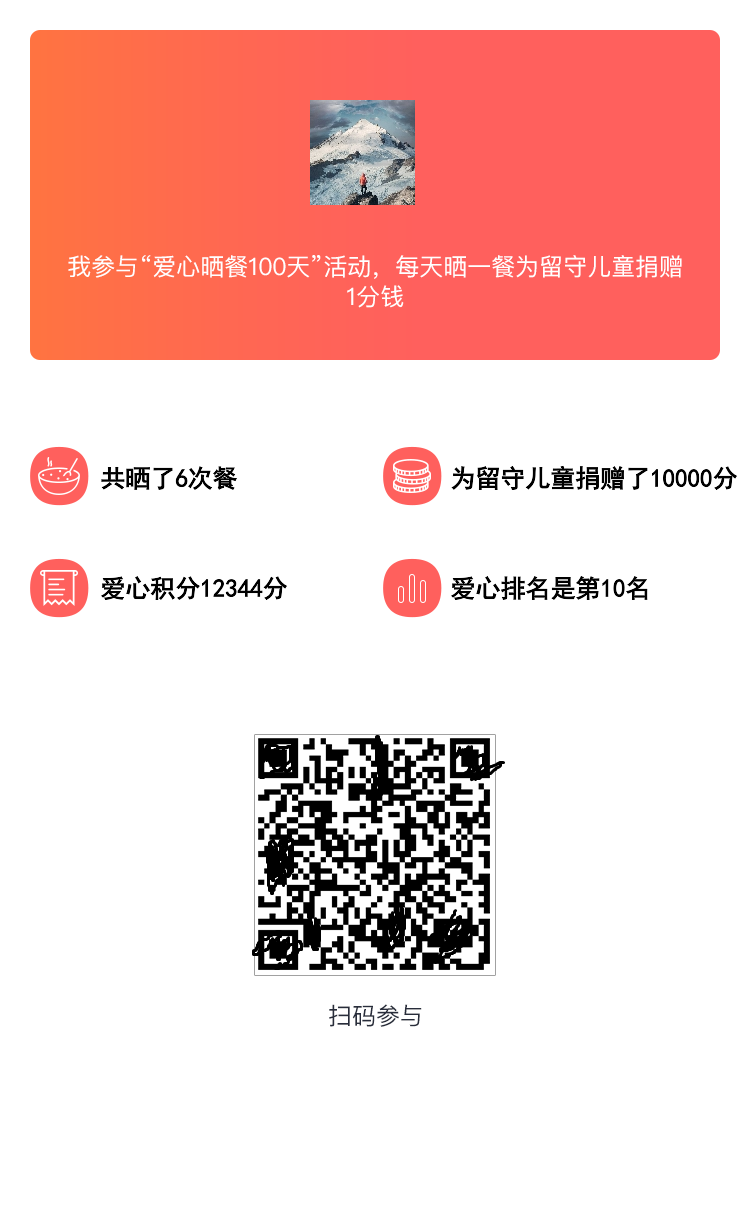 我参与“爱心晒餐100天”活动，每天晒一餐为留守儿童捐赠
1分钱
共晒了6次餐
为留守儿童捐赠了10000分
爱心积分12344分
爱心排名是第10名
扫码参与